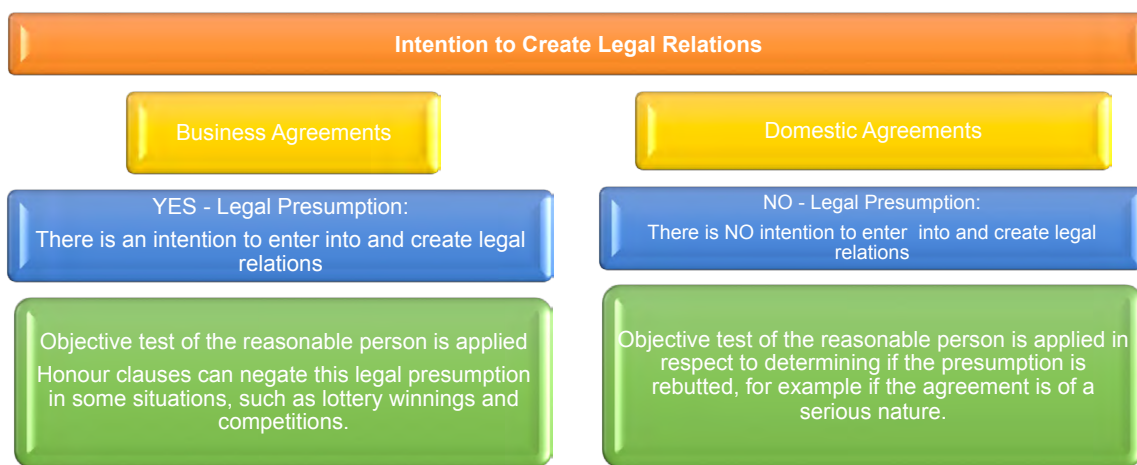 Intention to Create Legal Relations
Business Agreements
YES - Legal Presumption:
There is an intention to enter into and create legal
relations
Objective test of the reasonable person is applied
Honour clauses can negate this legal presumption
in some situations, such as lottery winnings and
competitions.
Domestic Agreements
NO - Legal Presumption:
There is NO intention to enter into and create legal
relations
Objective test of the reasonable person is applied in
respect to determining if the presumption is
rebutted, for example if the agreement is of a
serious nature.